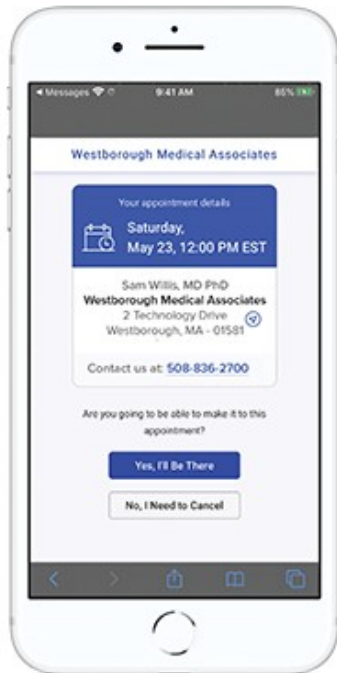 Messages 9:41 AM 85%
Westborough Medical Associates
Your appointment details
Saturday,
May 23, 12:00 PM EST
Sam Willis, MD PhD
Westborough Medical Associates
2 Technology Drive
Westborough, MA - 01581
Contact us at: 508-836-2700
Are you going to be able to make it to this
appointment?
Yes, I'll Be There
No, I Need to Cancel